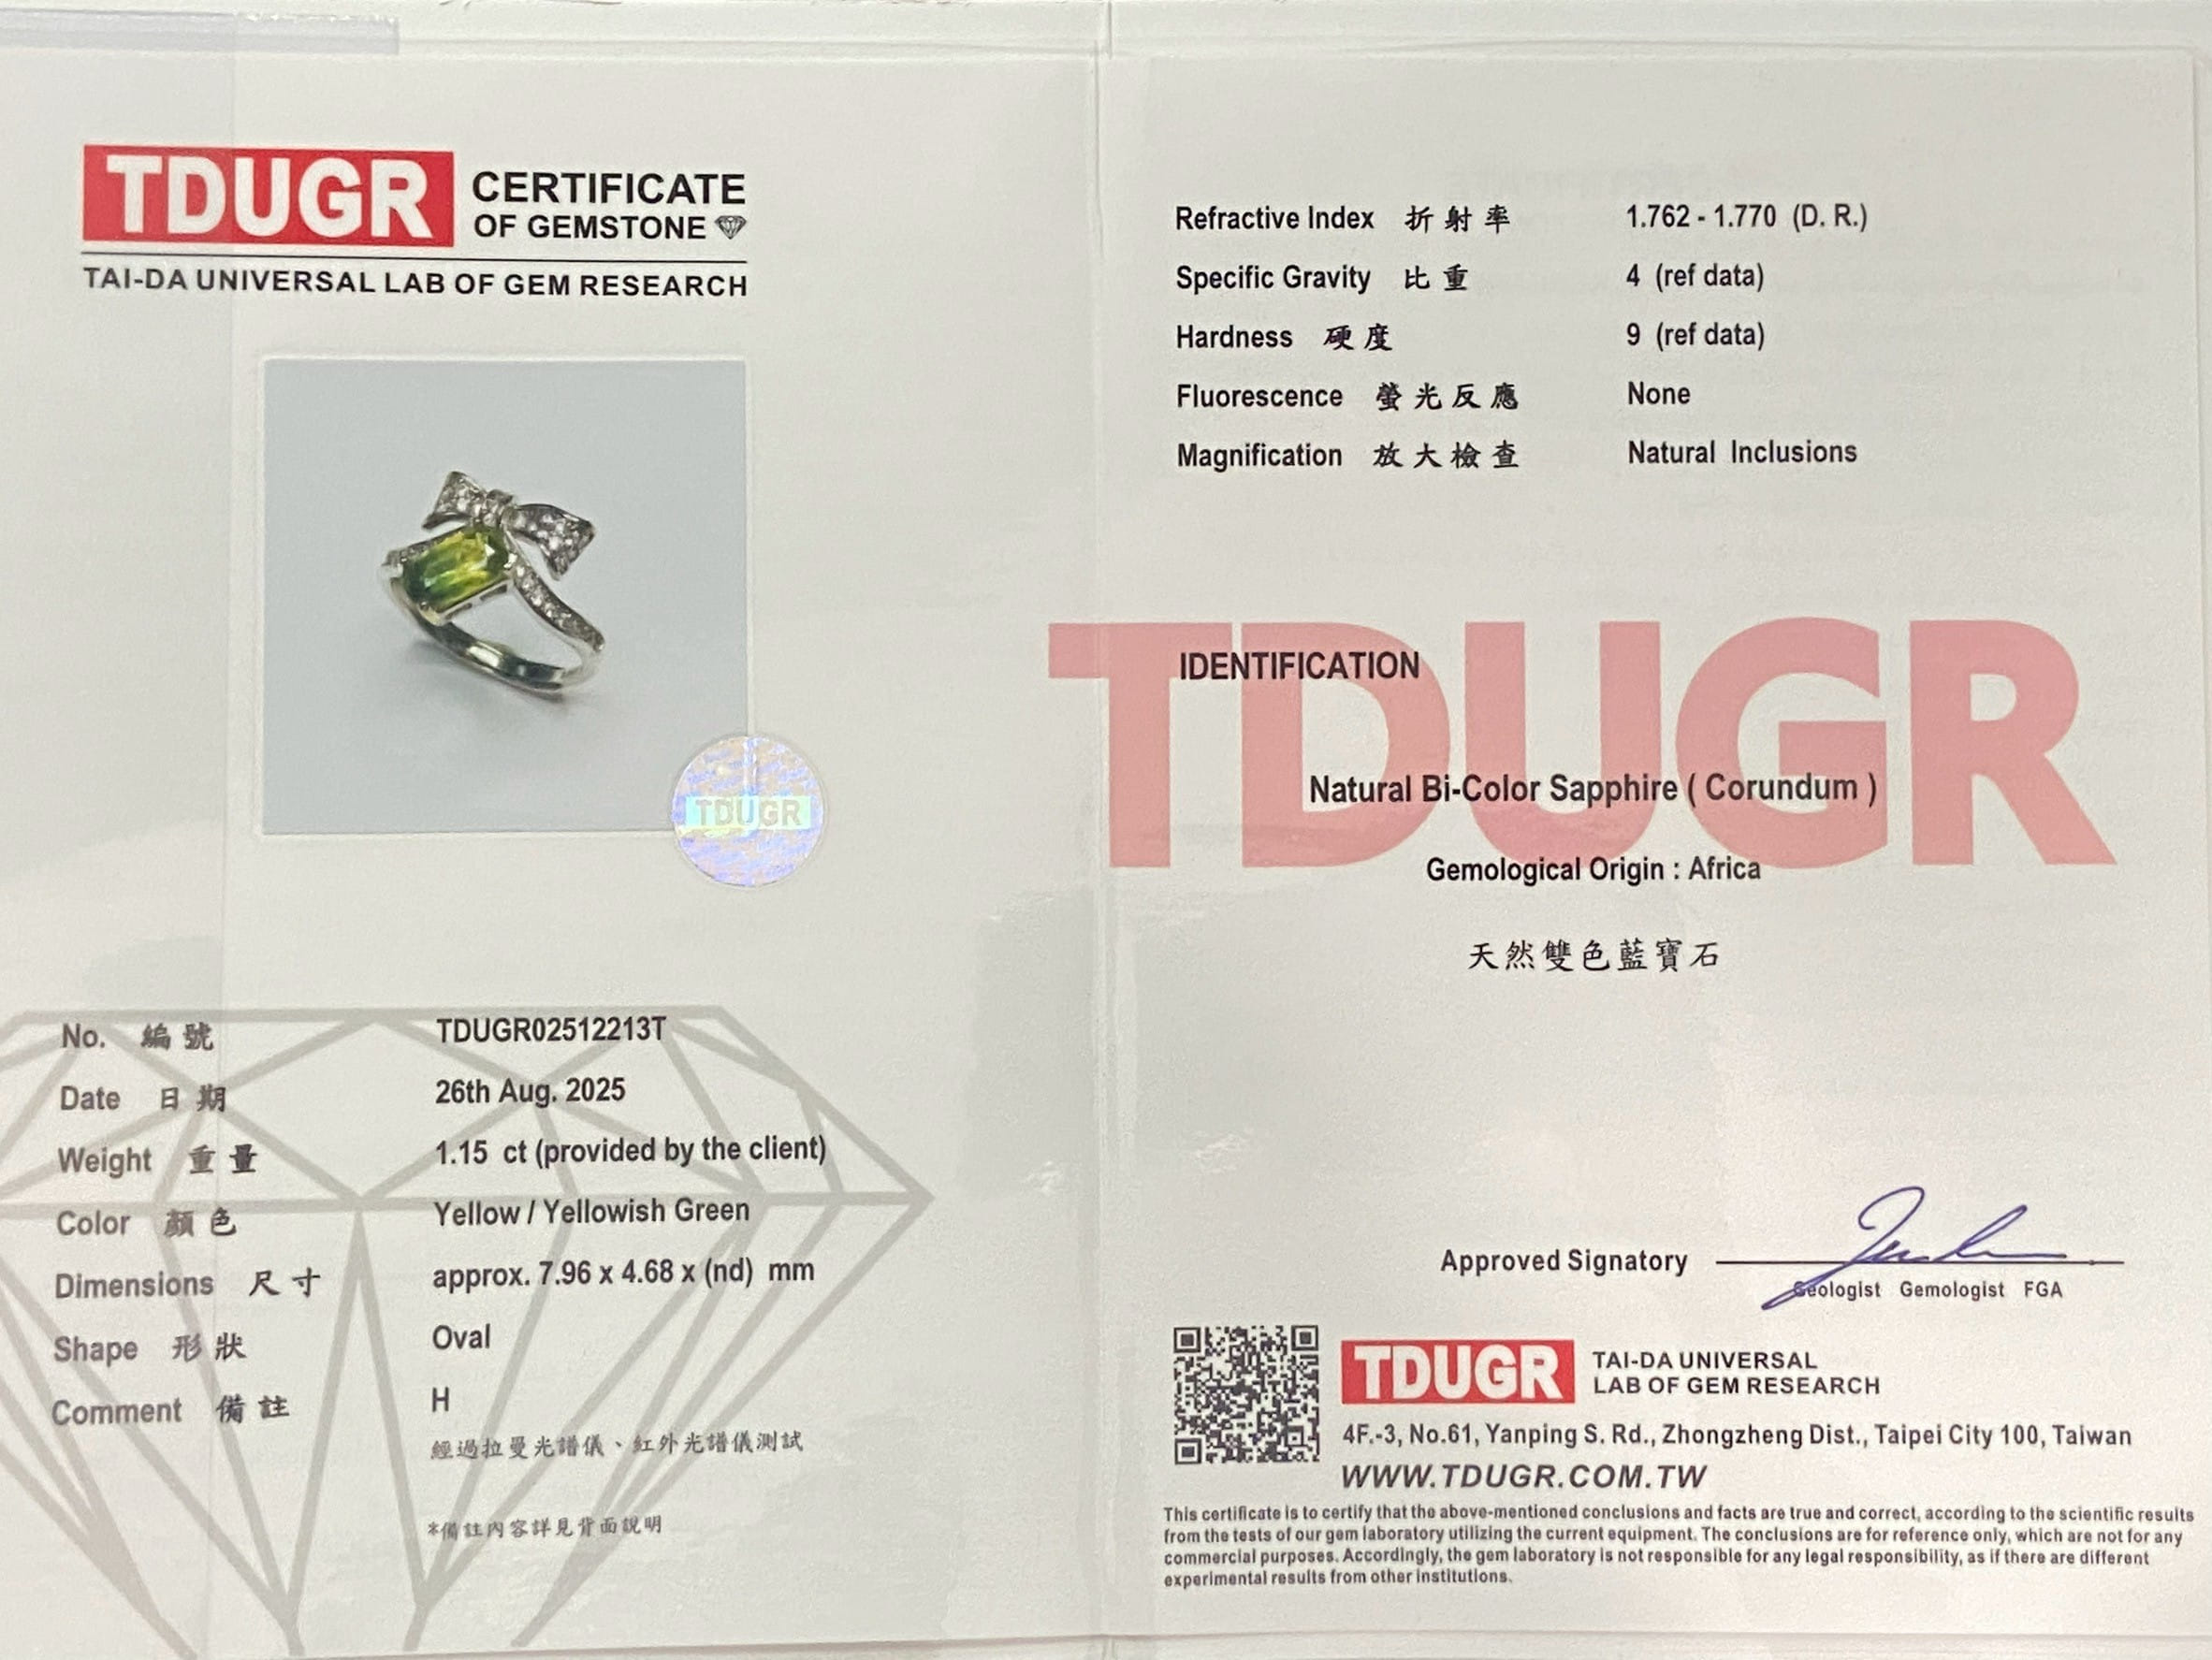 TDUGR CERTIFICATE
OF GEMSTONE
TAI-DA UNIVERSAL LAB OF GEM RESEARCH
TDUGR
No. 編號 TDUGR02512213T
Date 日期 26th Aug. 2025
Weight 重量 1.15 ct (provided by the client)
Color 顏色 Yellow / Yellowish Green
Dimensions 尺寸 approx. 7.96 x 4.68 x (nd) mm
Shape 形狀 Oval
Comment 備註 H
經過拉曼光譜儀、紅外光譜儀測試
*備註內容詳見背面說明
Refractive Index 折射率 1.762 - 1.770 (D. R.)
Specific Gravity 比重 4 (ref data)
Hardness 硬度 9 (ref data)
Fluorescence 螢光反應 None
Magnification 放大檢查 Natural Inclusions
TDUGR
IDENTIFICATION
Natural Bi-Color Sapphire ( Corundum )
Gemological Origin : Africa
天然雙色藍寶石
Approved Signatory
Geologist Gemologist FGA
TDUGR TAI-DA UNIVERSAL
LAB OF GEM RESEARCH
4F.-3, No.61, Yanping S. Rd., Zhongzheng Dist., Taipei City 100, Taiwan
WWW.TDUGR.COM.TW
This certificate is to certify that the above-mentioned conclusions and facts are true and correct, according to the scientific results
from the tests of our gem laboratory utilizing the current equipment. The conclusions are for reference only, which are not for any
commercial purposes. Accordingly, the gem laboratory is not responsible for any legal responsibility, as if there are different
experimental results from other institutions.